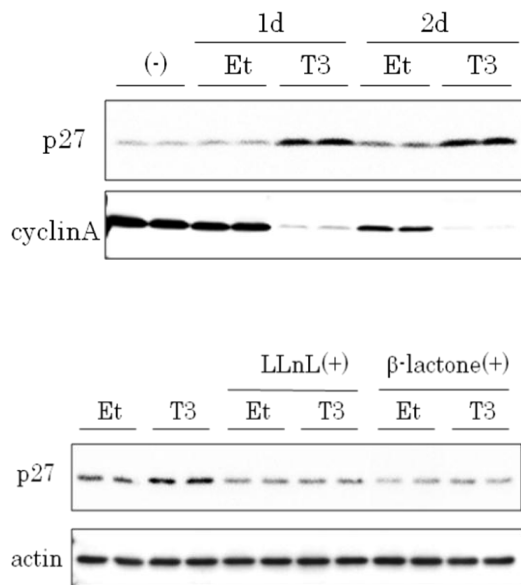 1d 2d
(-) Et T3 Et T3
p27
cyclinA
LLnL(+) β-lactone(+)
Et T3 Et T3 Et T3
p27
actin